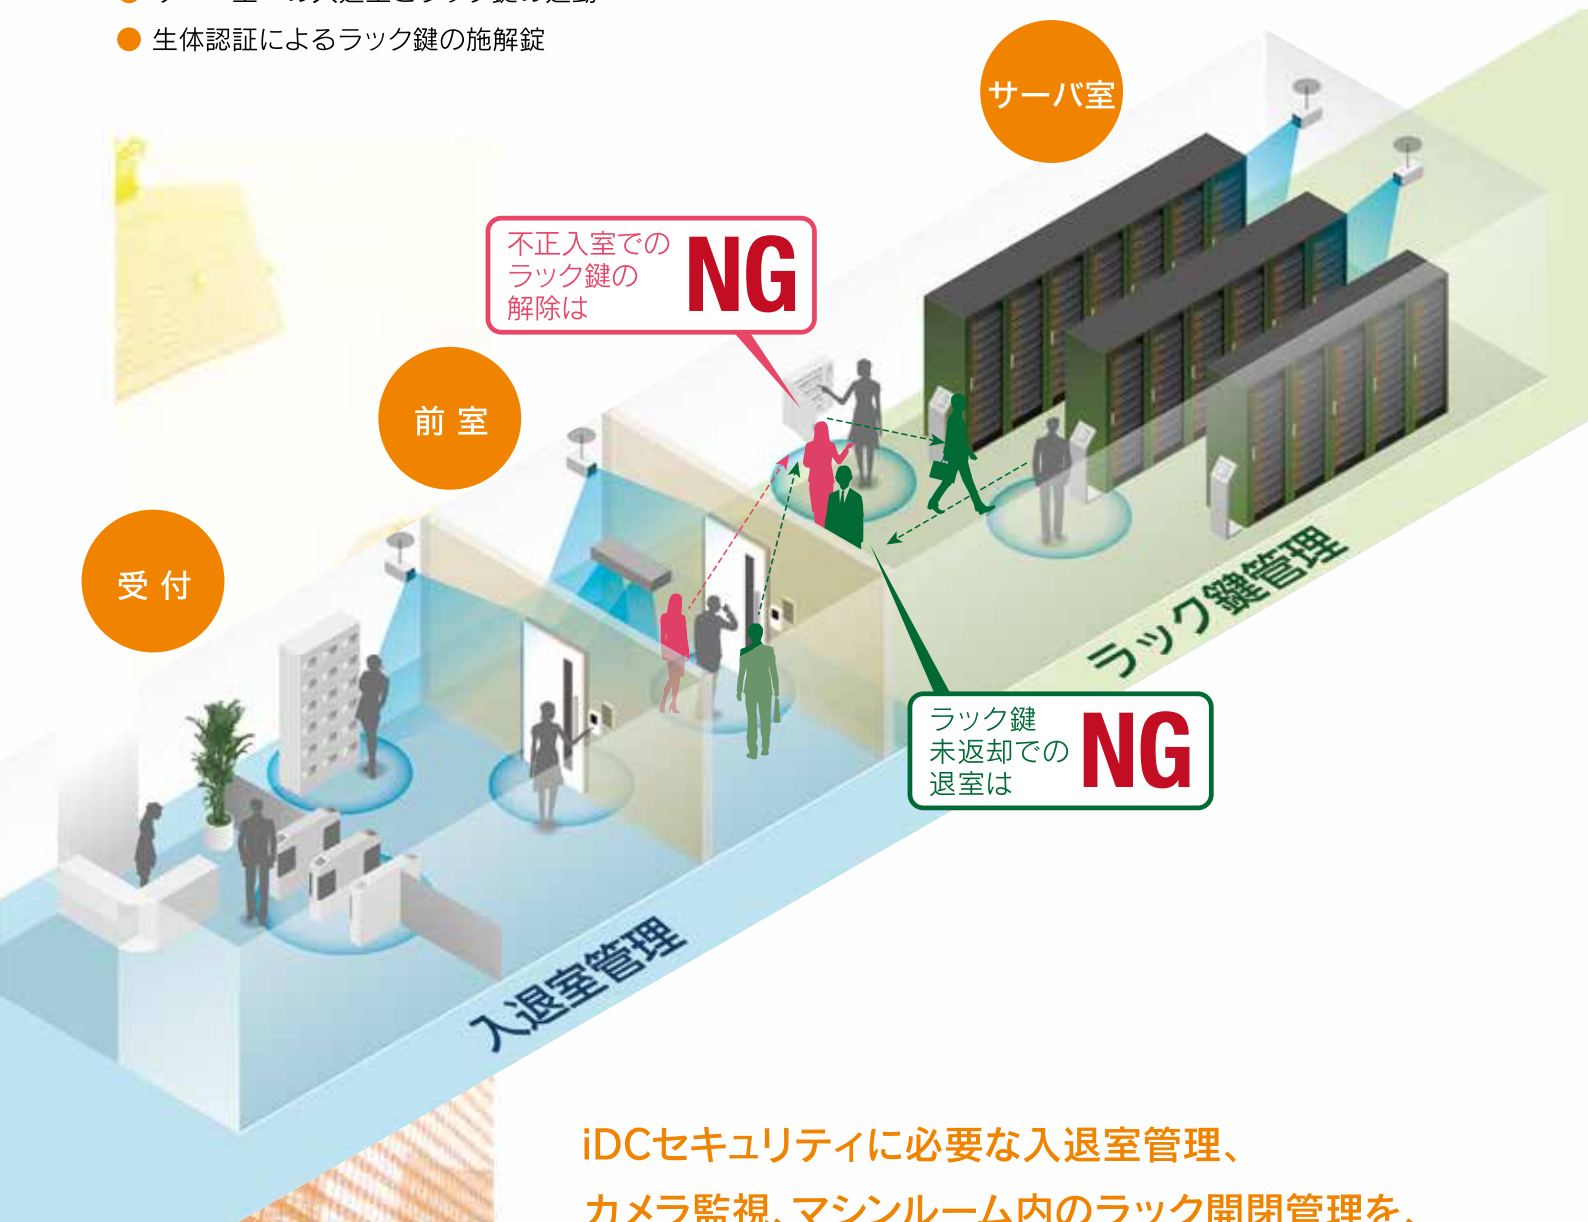 生体認証によるラック鍵の施解錠
サーバ室
不正入室での
ラック鍵の
解除は
NG
前室
受付
ラック鍵管理
ラック鍵
未返却での
退室は
NG
入退室管理
iDCセキュリティに必要な入退室管理、
カメラ監視、マシンルーム内のラック開閉管理を、